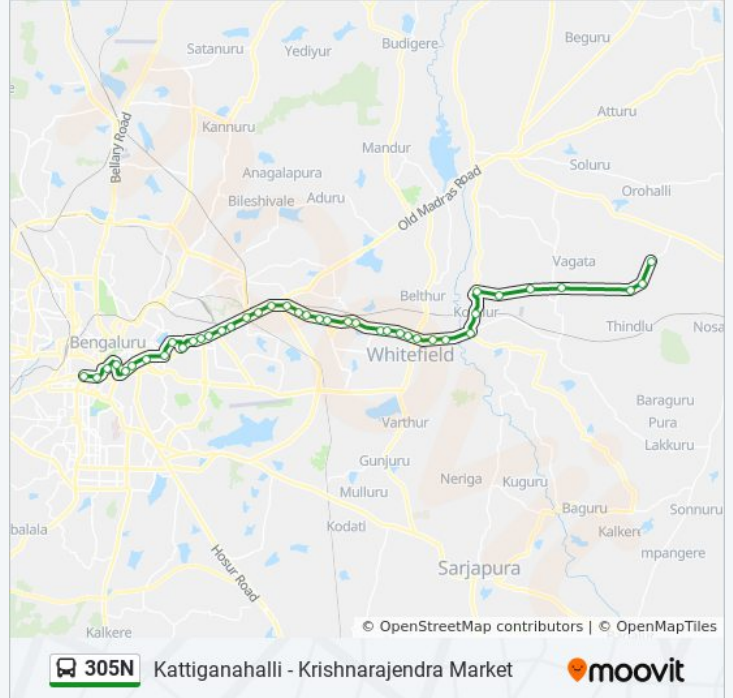 Budigere
Beguru
Satanuru
Yediyur
Atturu
Bellary Road
Kannuru
Mandur
Soluru
Anagalapura
Orohalli
Bileshivale
Aduru
Old Madras Road
Vagata
Belthur
Bengaluru
Thindlu
Nosa
Whitefield
Baraguru
Varthur
Pura
Lakkuru
Gunjuru
Neriga
Kuguru
Mulluru
Baguru
Sonnuru
Kodati
balala
Kalkere
mpangere
Hosur Road
Sarjapura
Kalkere
© OpenStreetMap contributors | © OpenMapTiles
305N Kattiganahalli - Krishnarajendra Market
moovit